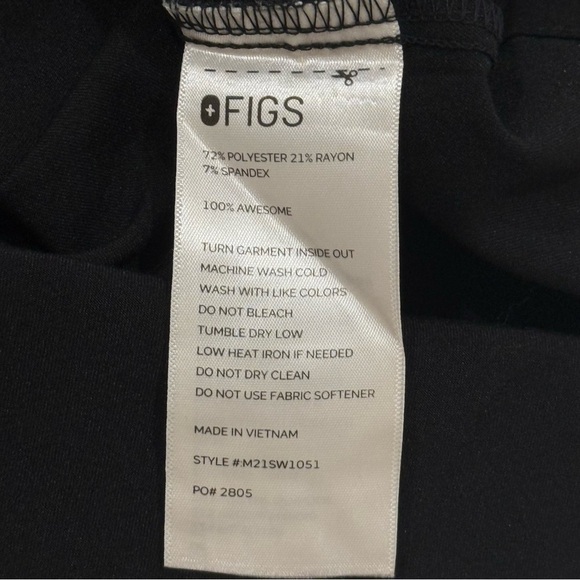 FIGS
72% POLYESTER 21% RAYON
7% SPANDEX
100% AWESOME
TURN GARMENT INSIDE OUT
MACHINE WASH COLD
WASH WITH LIKE COLORS
DO NOT BLEACH
TUMBLE DRY LOW
LOW HEAT IRON IF NEEDED
DO NOT DRY CLEAN
DO NOT USE FABRIC SOFTENER
MADE IN VIETNAM
STYLE #:M21SW1051
PO# 2805